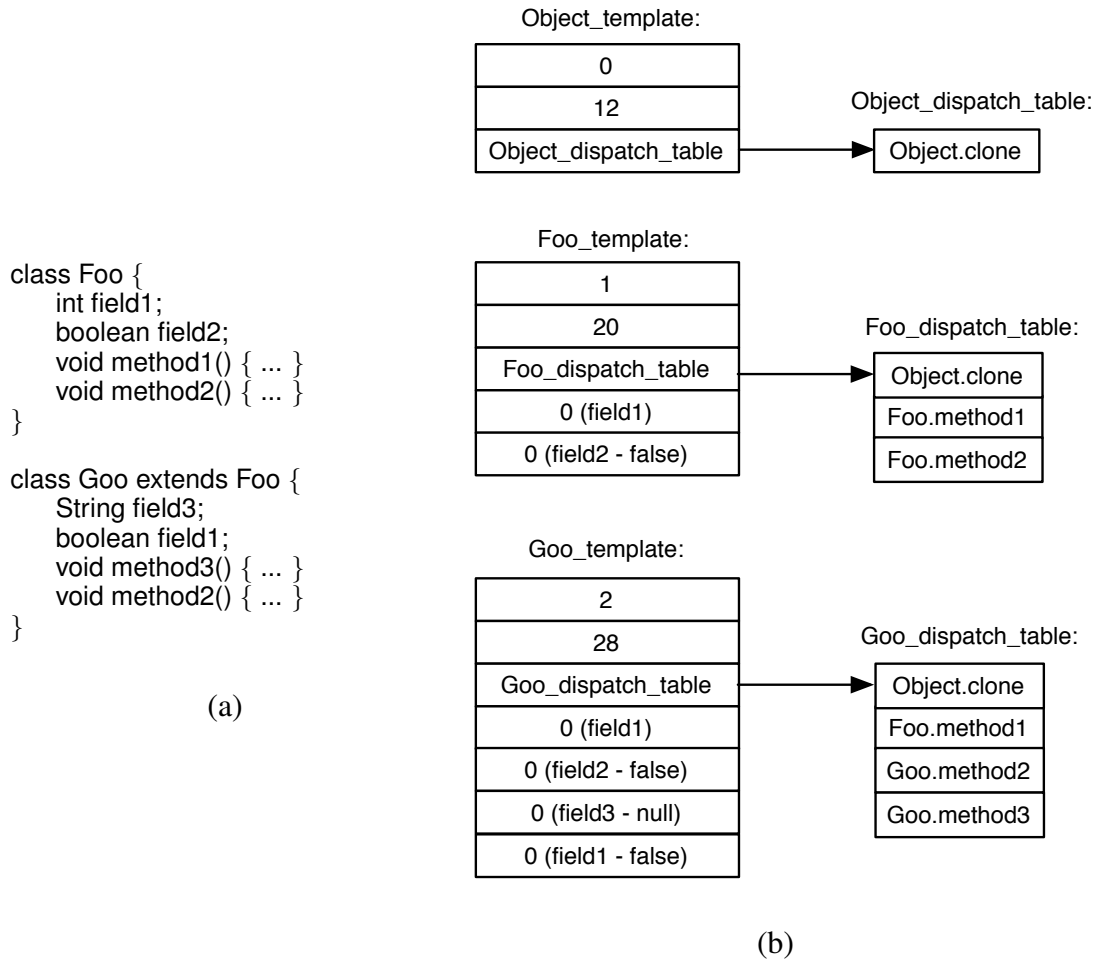 class Foo {
int field1;
boolean field2;
void method1() { ... }
void method2() { ... }
}
class Goo extends Foo {
String field3;
boolean field1;
void method3() { ... }
void method2() { ... }
}
(a)
Object_template:
0
12
Object_dispatch_table
Object_dispatch_table:
Object.clone
Foo_template:
1
20
Foo_dispatch_table
0 (field1)
0 (field2 - false)
Foo_dispatch_table:
Object.clone
Foo.method1
Foo.method2
Goo_template:
2
28
Goo_dispatch_table
0 (field1)
0 (field2 - false)
0 (field3 - null)
0 (field1 - false)
Goo_dispatch_table:
Object.clone
Foo.method1
Goo.method2
Goo.method3
(b)